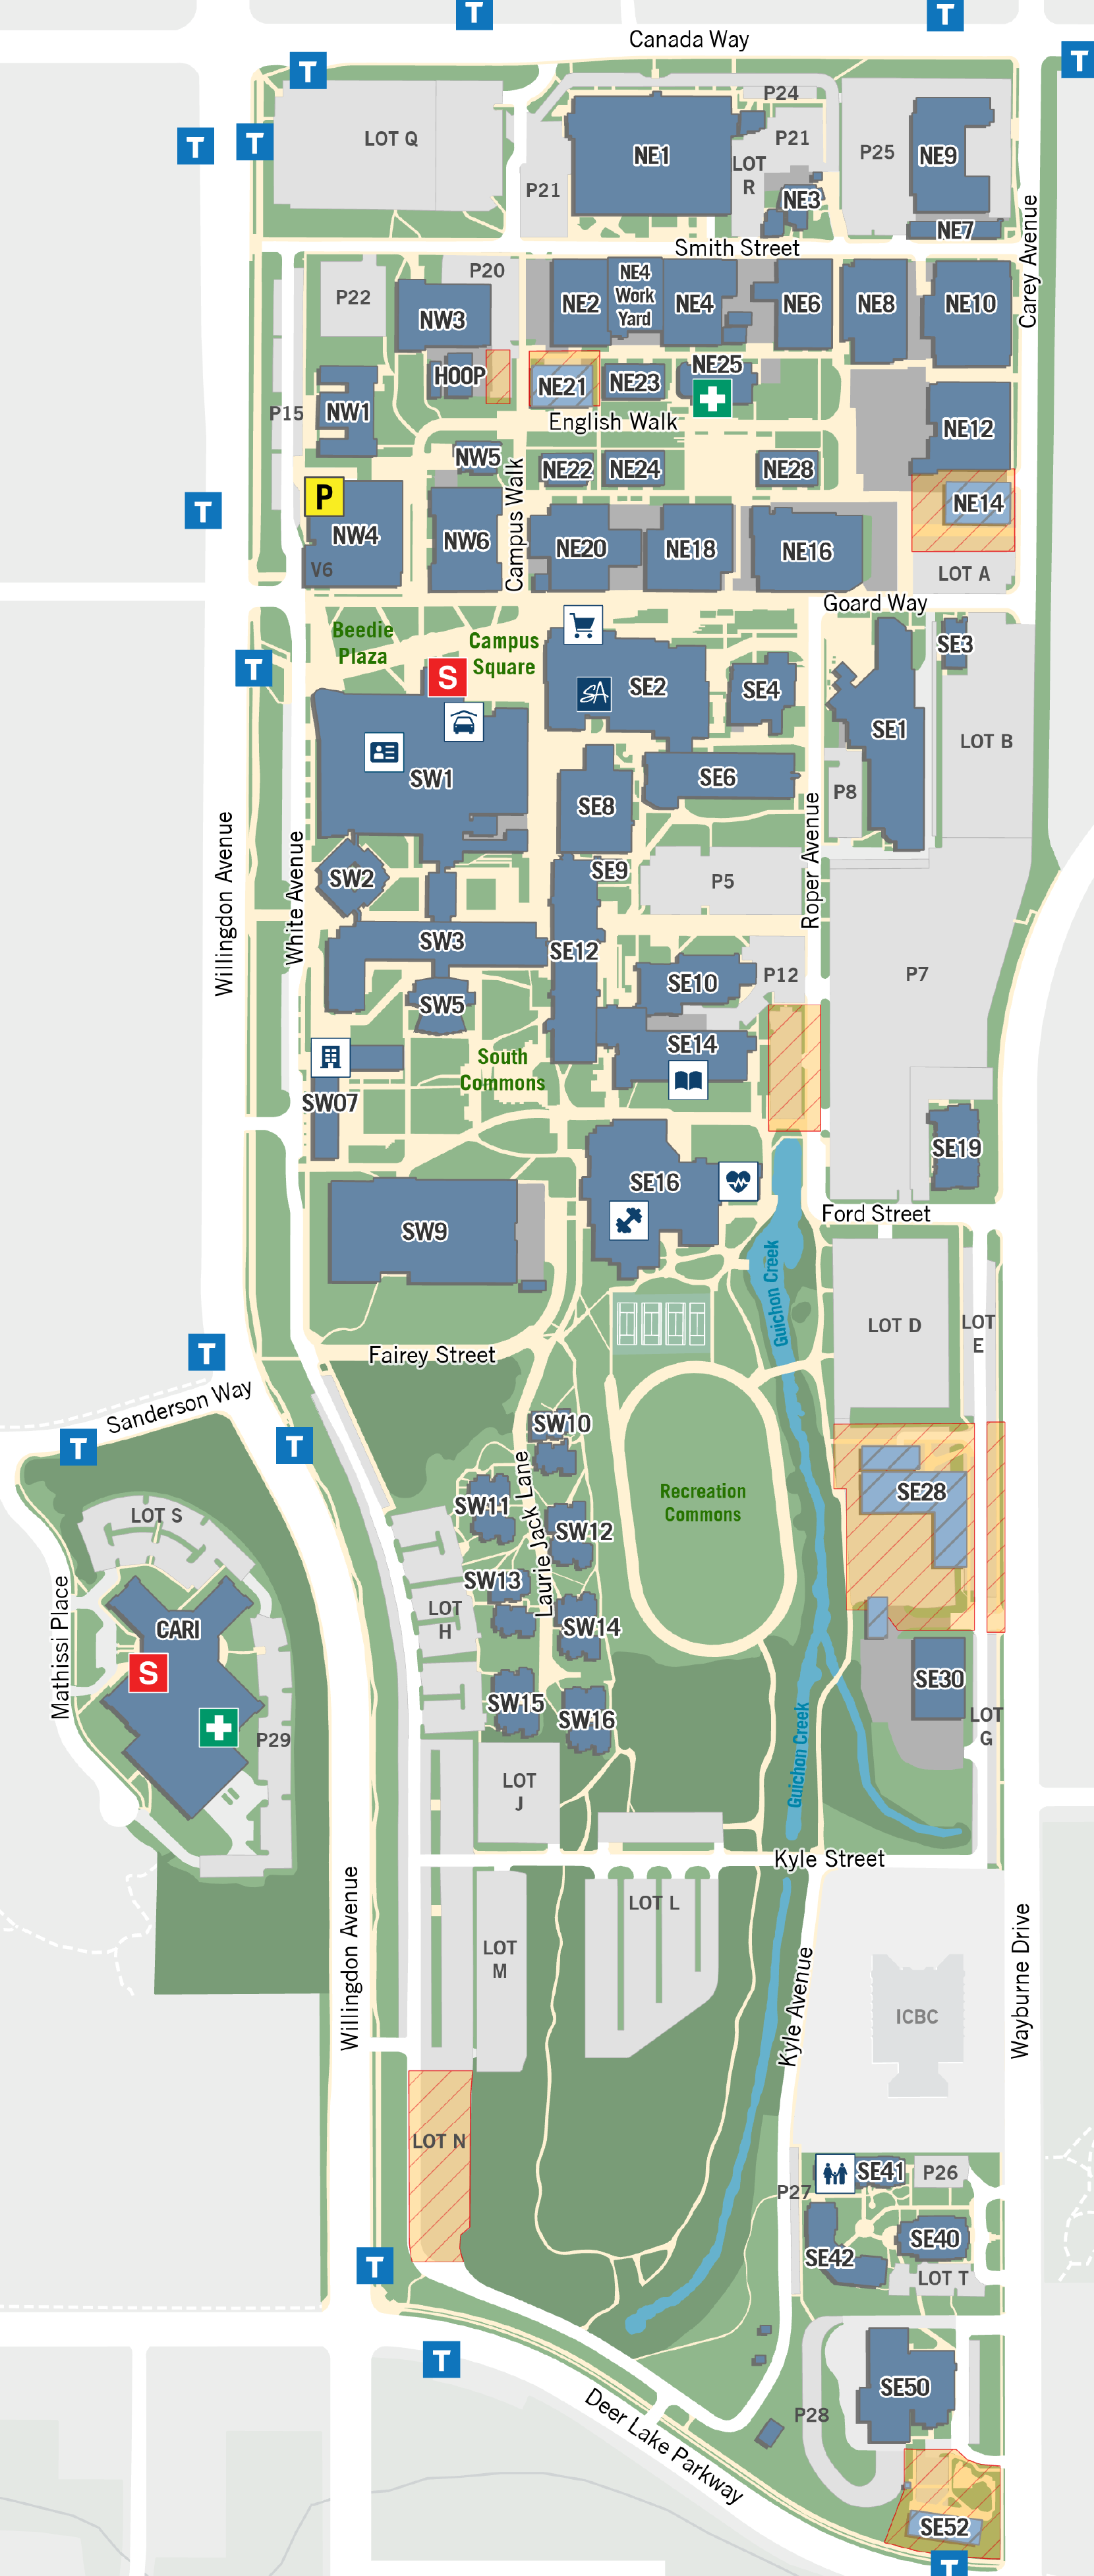 T
T
Canada Way
T
T
P24
LOT Q
P21
T
T
NE1
P25
NE9
LOT
R
P21
NE3
NE7
Carey Avenue
Smith Street
P20
NE4
Work
Yard
P22
NE2
NE4
NE6
NE8
NE10
NW3
HOOP
NE21
NE23
NE25
P15
NW1
English Walk
NE12
NW5
NE22
NE24
NE28
Campus Walk
P
T
NE14
NW4
NW6
NE20
NE18
NE16
V6
LOT A
Goard Way
Beedie
Plaza
Campus
Square
SE3
T
S
SA
SE2
SE4
SE1
LOT B
SW1
SE6
P8
SE8
Willingdon Avenue
White Avenue
Roper Avenue
SW2
SE9
P5
SW3
SE12
P12
P7
SE10
SW5
SE14
South
Commons
SW07
SE19
SE16
Ford Street
SW9
Guichon Creek
LOT D
LOT
E
T
Fairey Street
Sanderson Way
T
T
SW10
Laurie Jack Lane
Recreation
Commons
SE28
SW11
LOT S
SW12
SW13
Mathissi Place
LOT
H
CARI
SW14
S
SE30
SW15
SW16
LOT
G
P29
Guichon Creek
LOT
J
Kyle Street
Willingdon Avenue
LOT L
LOT
M
Kyle Avenue
Wayburne Drive
ICBC
LOT N
SE41
P26
P27
SE40
SE42
T
LOT T
T
SE50
P28
Deer Lake Parkway
SE52
T